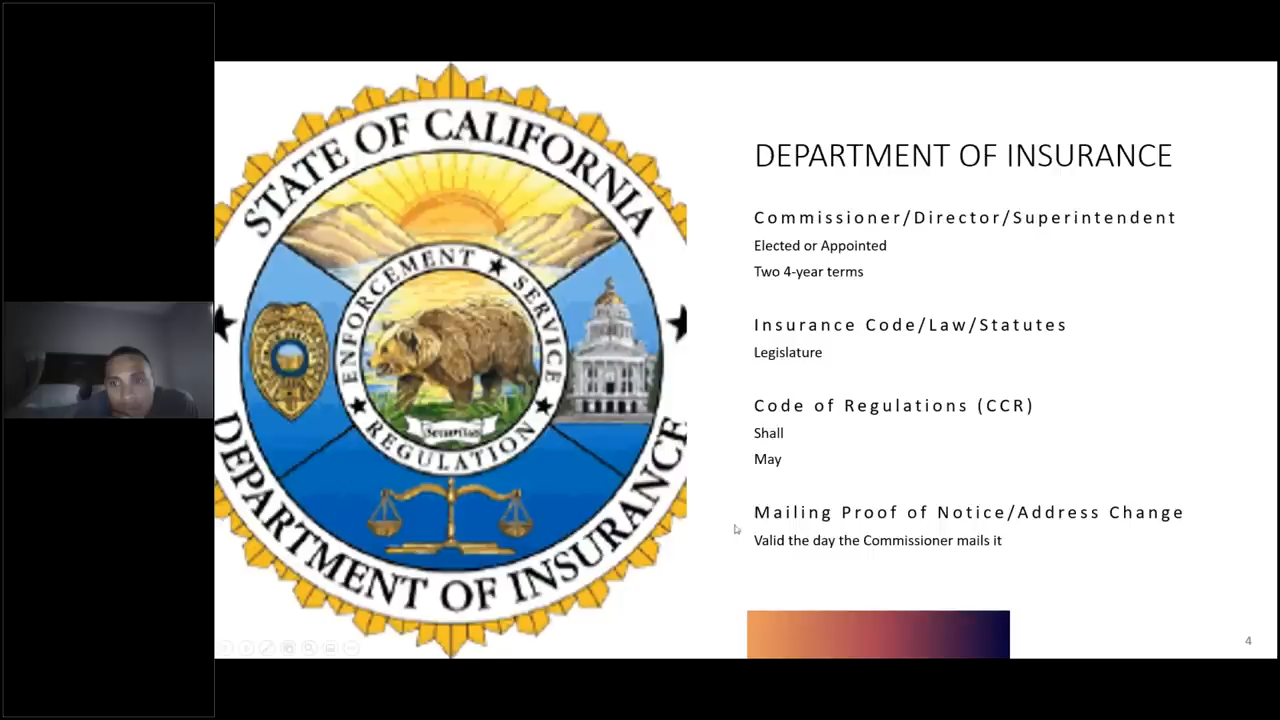 STATE OF CALIFORNIA
ENFORCEMENT
SERVICE
REGULATION
DEPARTMENT OF INSURANCE
DEPARTMENT OF INSURANCE
Commissioner/Director/Superintendent
Elected or Appointed
Two 4-year terms
Insurance Code/Law/Statutes
Legislature
Code of Regulations (CCR)
Shall
May
Mailing Proof of Notice/Address Change
Valid the day the Commissioner mails it
4